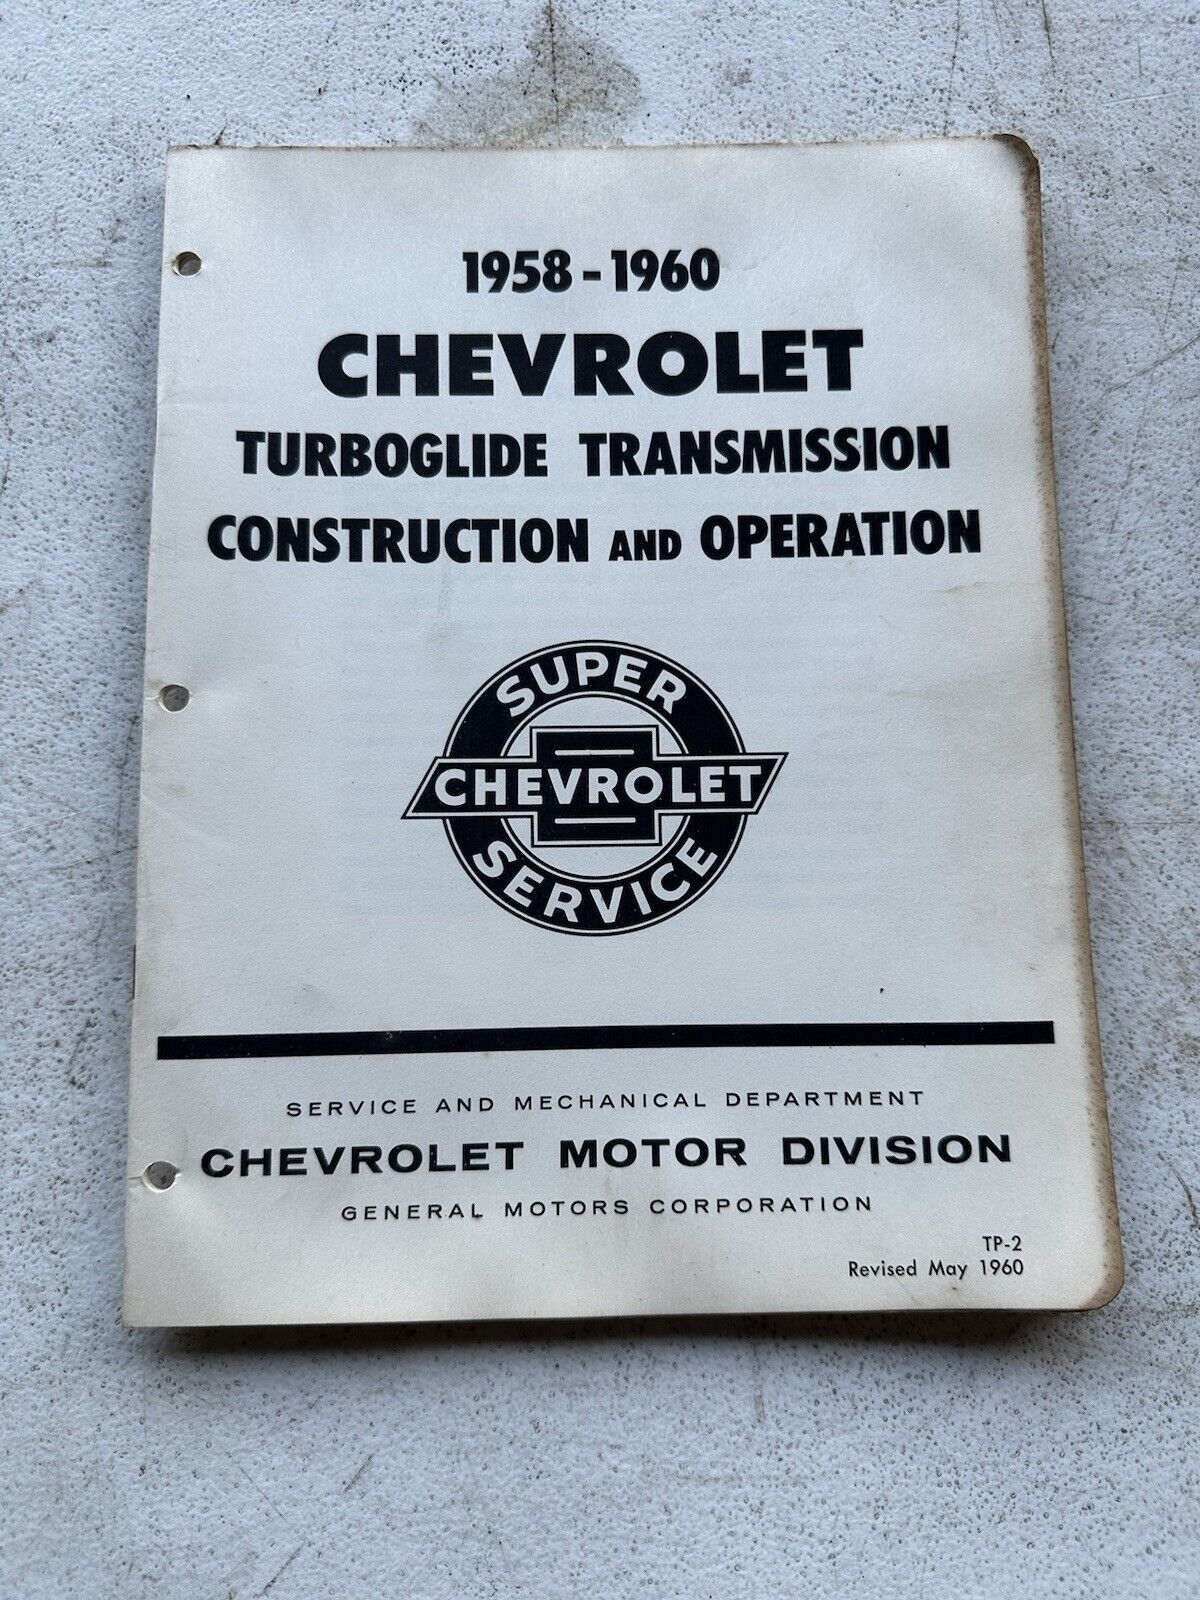 1958-1960
CHEVROLET
TURBOGLIDE TRANSMISSION
CONSTRUCTION AND OPERATION
SUPER
CHEVROLET
SERVICE
SERVICE AND MECHANICAL DEPARTMENT
CHEVROLET MOTOR DIVISION
GENERAL MOTORS CORPORATION
TP-2
Revised May 1960